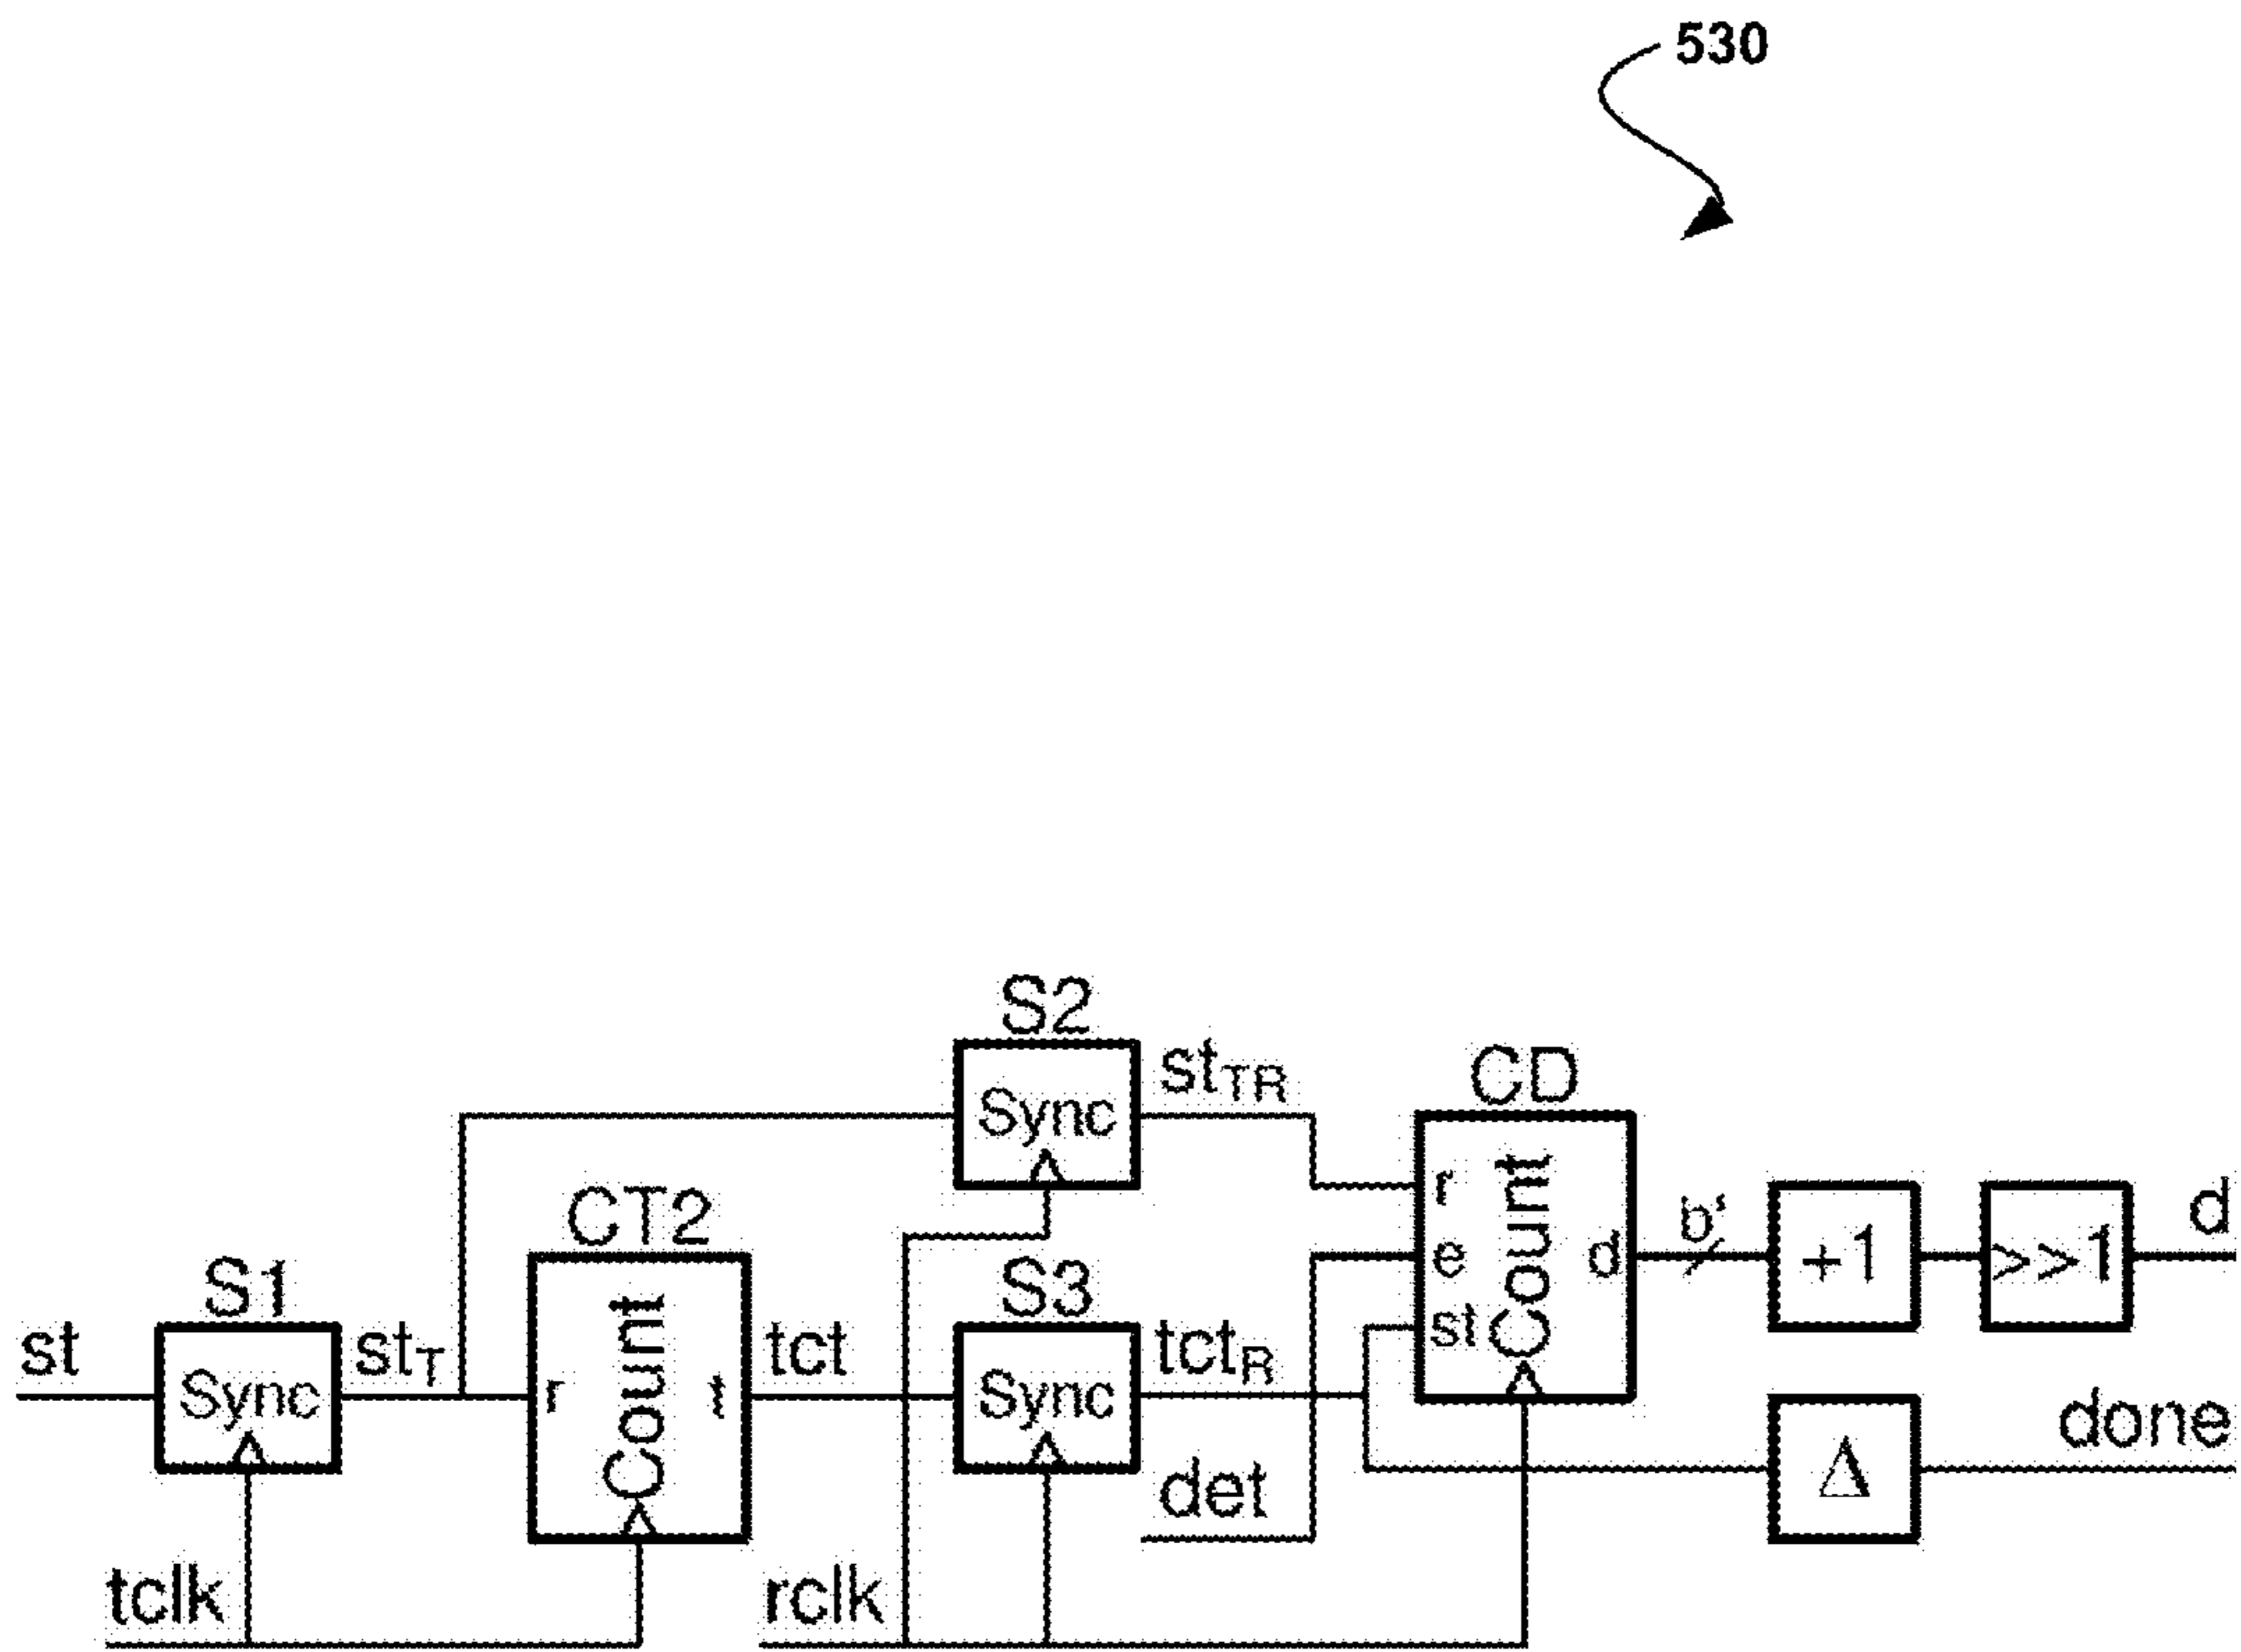 530
S2
st_TR
CD
Sync
r
Count
CT2
b'
d
S1
S3
e
d
+1
>>1
st
st_T
Count
tct
tct_R
st
Sync
r
t
Sync
done
det
Δ
tclk
rclk